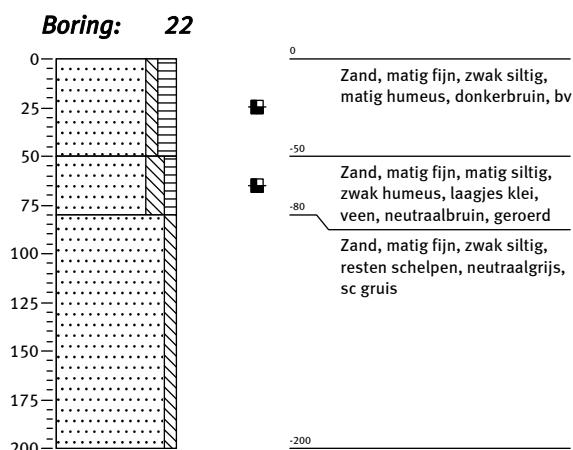 Boring: 22
0
25
50
75
100
125
150
175
200
0
Zand, matig fijn, zwak siltig,
matig humeus, donkerbruin, bv
-50
Zand, matig fijn, matig siltig,
zwak humeus, laagjes klei,
veen, neutraalbruin, geroerd
-80
Zand, matig fijn, zwak siltig,
resten schelpen, neutraalgrijs,
sc gruis
-200